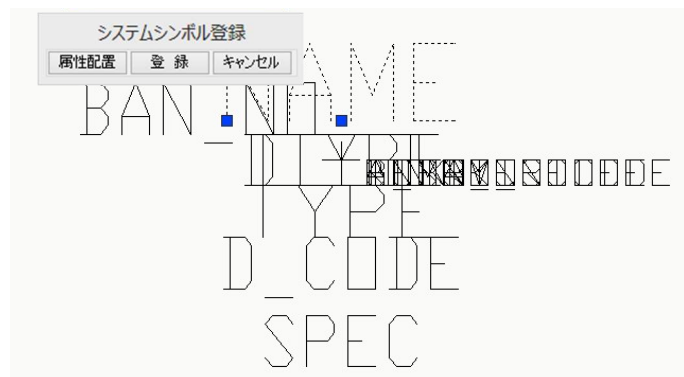 システムシンボル登録
属性配置 登 録 キャンセル
BAN_NAME
D_TYPE
TYPE
D_CODE
SPEC